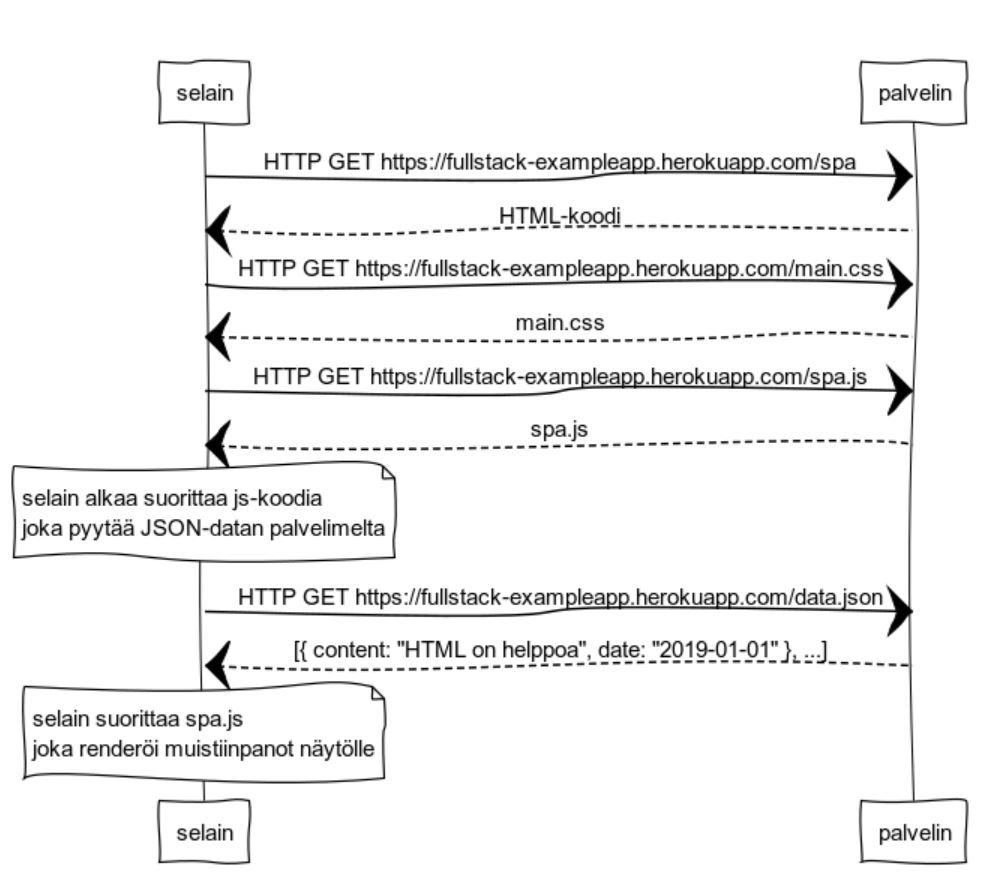 selain
palvelin
HTTP GET https://fullstack-exampleapp.herokuapp.com/spa
HTML-koodi
HTTP GET https://fullstack-exampleapp.herokuapp.com/main.css
main.css
HTTP GET https://fullstack-exampleapp.herokuapp.com/spa.js
spa.js
selain alkaa suorittaa js-koodia
joka pyytää JSON-datan palvelimelta
HTTP GET https://fullstack-exampleapp.herokuapp.com/data.json
[{ content: "HTML on helppoa", date: "2019-01-01" }, ...]
selain suorittaa spa.js
joka renderöi muistiinpanot näytölle
selain
palvelin